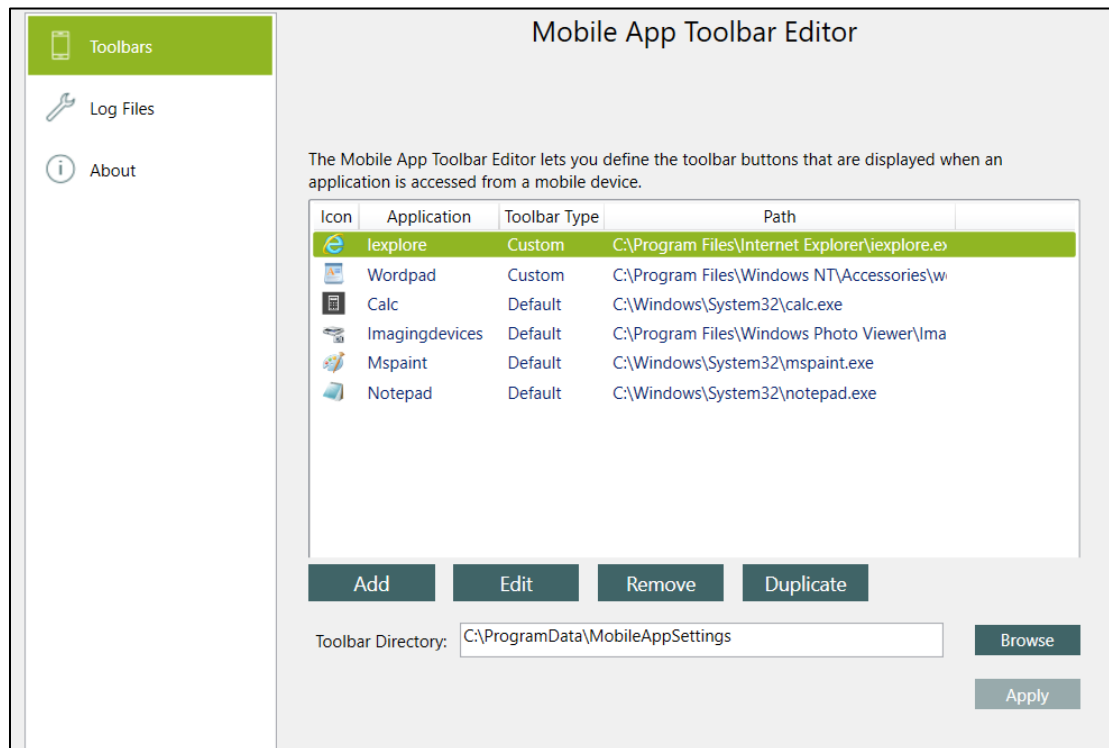 Mobile App Toolbar Editor
Toolbars
Log Files
About
The Mobile App Toolbar Editor lets you define the toolbar buttons that are displayed when an
application is accessed from a mobile device.
Icon Application Toolbar Type Path
Iexplore Custom C:\Program Files\Internet Explorer\iexplore.ex
Wordpad Custom C:\Program Files\Windows NT\Accessories\w
Calc Default C:\Windows\System32\calc.exe
Imagingdevices Default C:\Program Files\Windows Photo Viewer\Ima
Mspaint Default C:\Windows\System32\mspaint.exe
Notepad Default C:\Windows\System32\notepad.exe
Add Edit Remove Duplicate
Toolbar Directory: C:\ProgramData\MobileAppSettings Browse
Apply